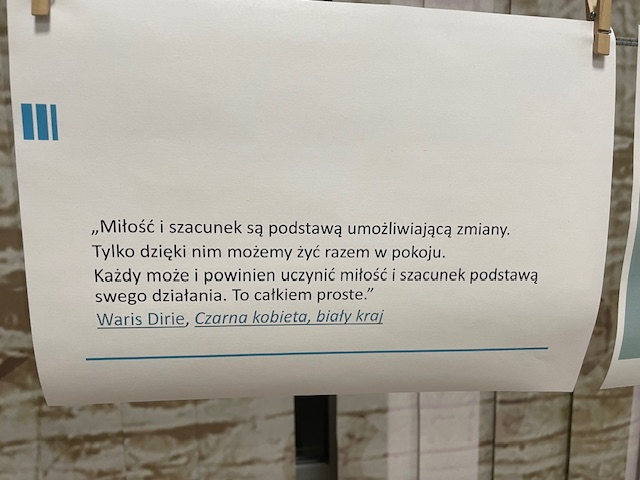 „Miłość i szacunek są podstawą umożliwiającą zmiany.
Tylko dzięki nim możemy żyć razem w pokoju.
Każdy może i powinien uczynić miłość i szacunek podstawą
swego działania. To całkiem proste.”
Waris Dirie, Czarna kobieta, biały kraj